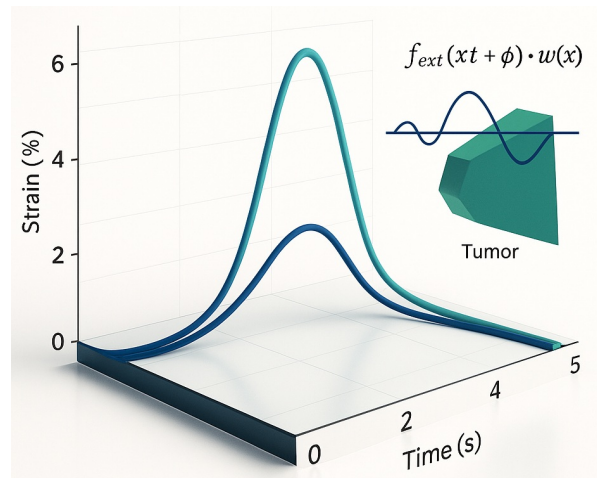 f_ext(xt + ϕ) · w(x)
6
Strain (%)
4
Tumor
2
0
5
4
2
0
Time (s)